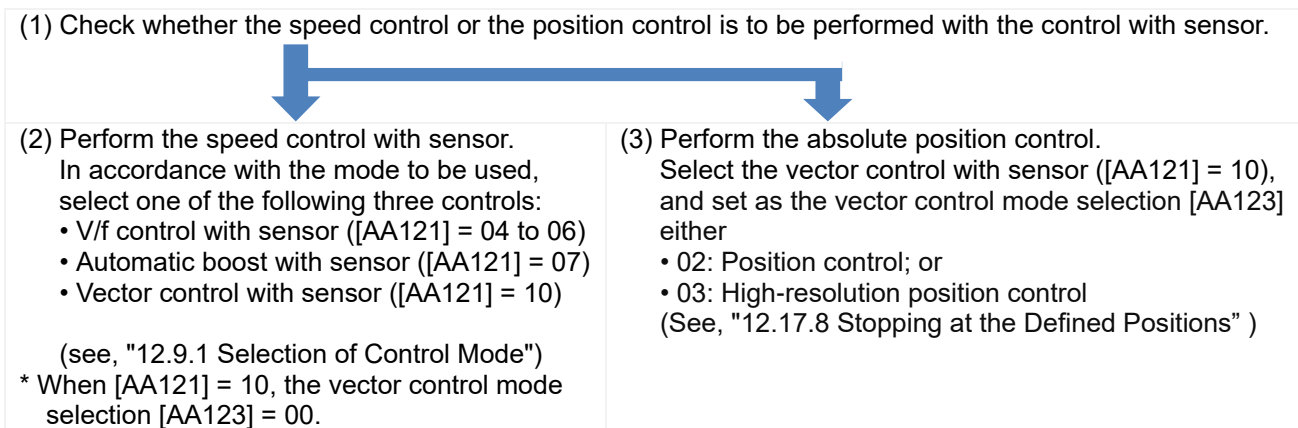 (1) Check whether the speed control or the position control is to be performed with the control with sensor.
(2) Perform the speed control with sensor.
In accordance with the mode to be used,
select one of the following three controls:
• V/f control with sensor ([AA121] = 04 to 06)
• Automatic boost with sensor ([AA121] = 07)
• Vector control with sensor ([AA121] = 10)
(see, "12.9.1 Selection of Control Mode")
* When [AA121] = 10, the vector control mode
selection [AA123] = 00.
(3) Perform the absolute position control.
Select the vector control with sensor ([AA121] = 10),
and set as the vector control mode selection [AA123]
either
• 02: Position control; or
• 03: High-resolution position control
(See, "12.17.8 Stopping at the Defined Positions” )